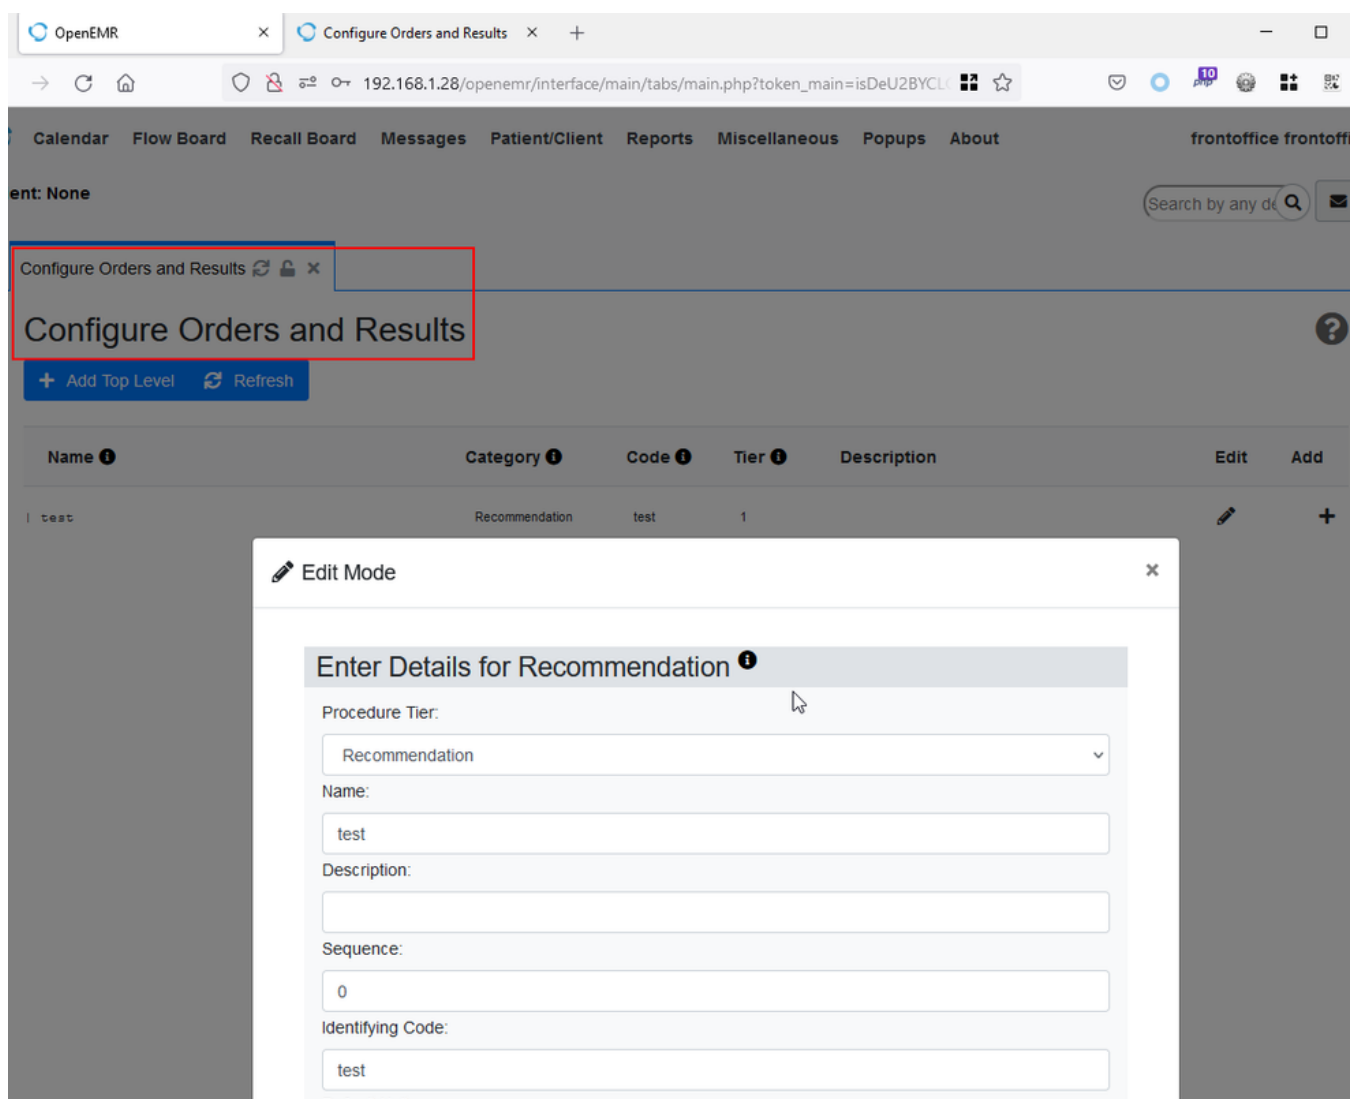 OpenEMR
Configure Orders and Results
192.168.1.28/openemr/interface/main/tabs/main.php?token_main=isDeU2BYCL
10
php
Calendar Flow Board Recall Board Messages Patient/Client Reports Miscellaneous Popups About frontoffice frontoffi
ent: None
Search by any de
Configure Orders and Results
Configure Orders and Results
Add Top Level Refresh
Name Category Code Tier Description Edit Add
| test Recommendation test 1
Edit Mode
Enter Details for Recommendation
Procedure Tier:
Recommendation
Name:
test
Description:
Sequence:
0
Identifying Code:
test